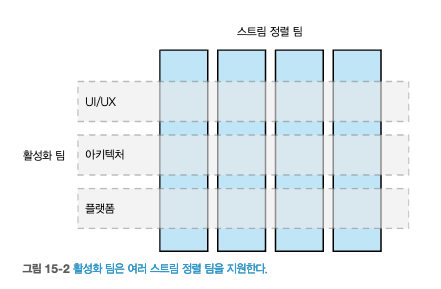 스트림 정렬 팀
UI/UX
활성화 팀
아키텍처
플랫폼
그림 15-2 활성화 팀은 여러 스트림 정렬 팀을 지원한다.